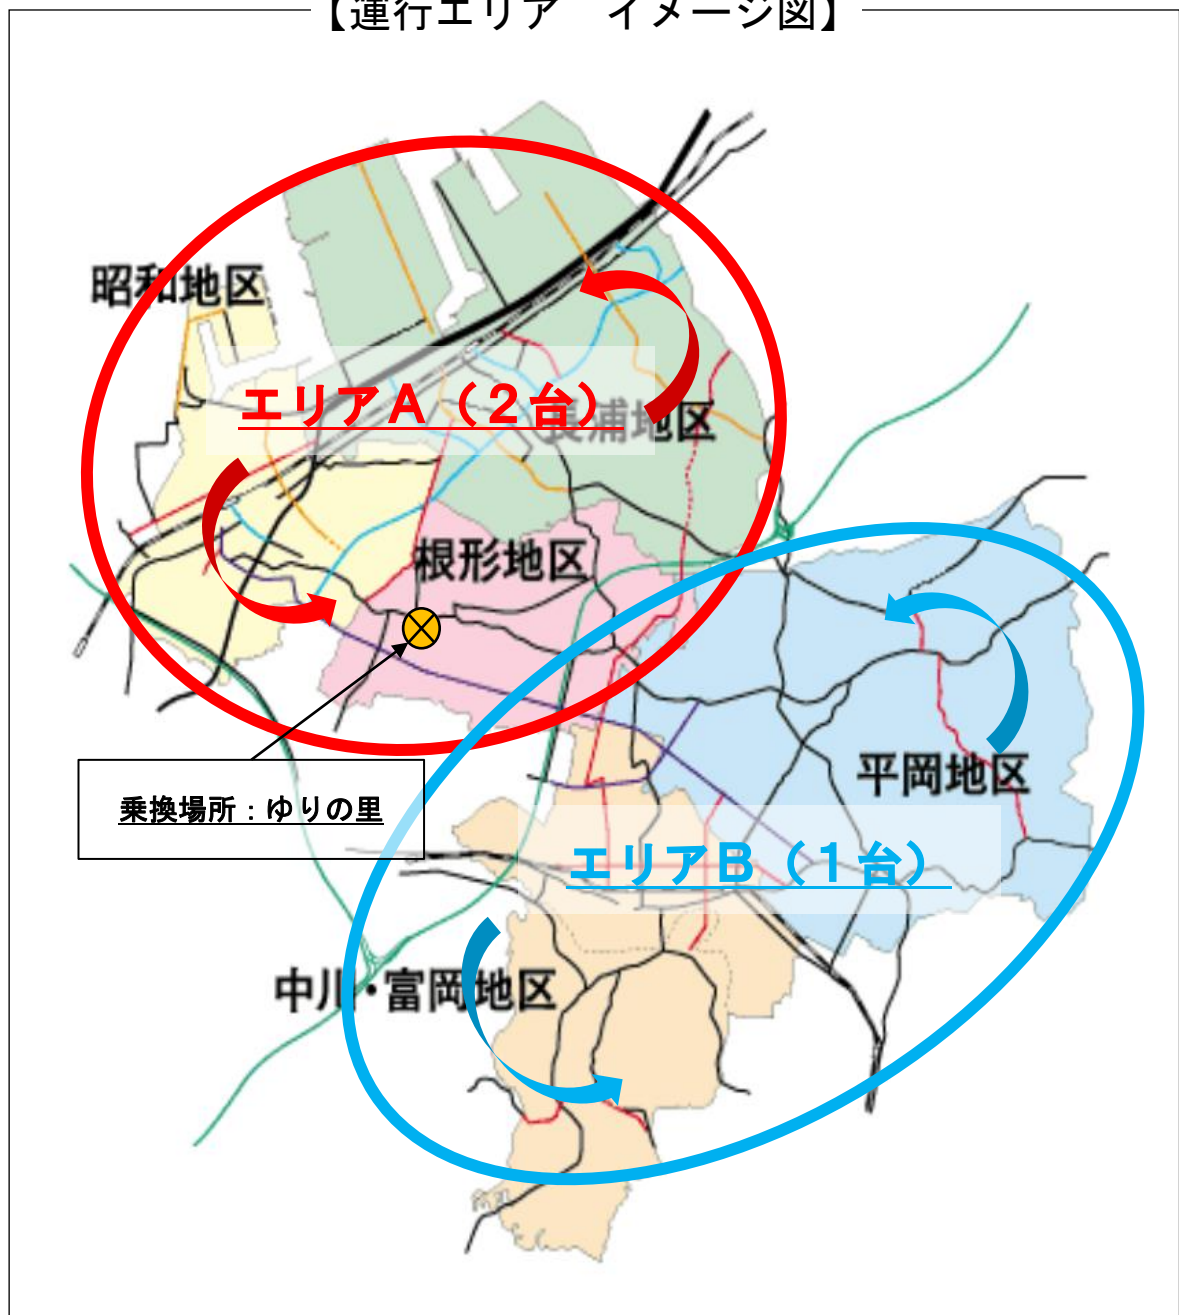 【運行エリア　イメージ図】
昭和地区
エリアA（２台）
長浦地区
根形地区
乗換場所：ゆりの里
平岡地区
エリアB（１台）
中川・富岡地区